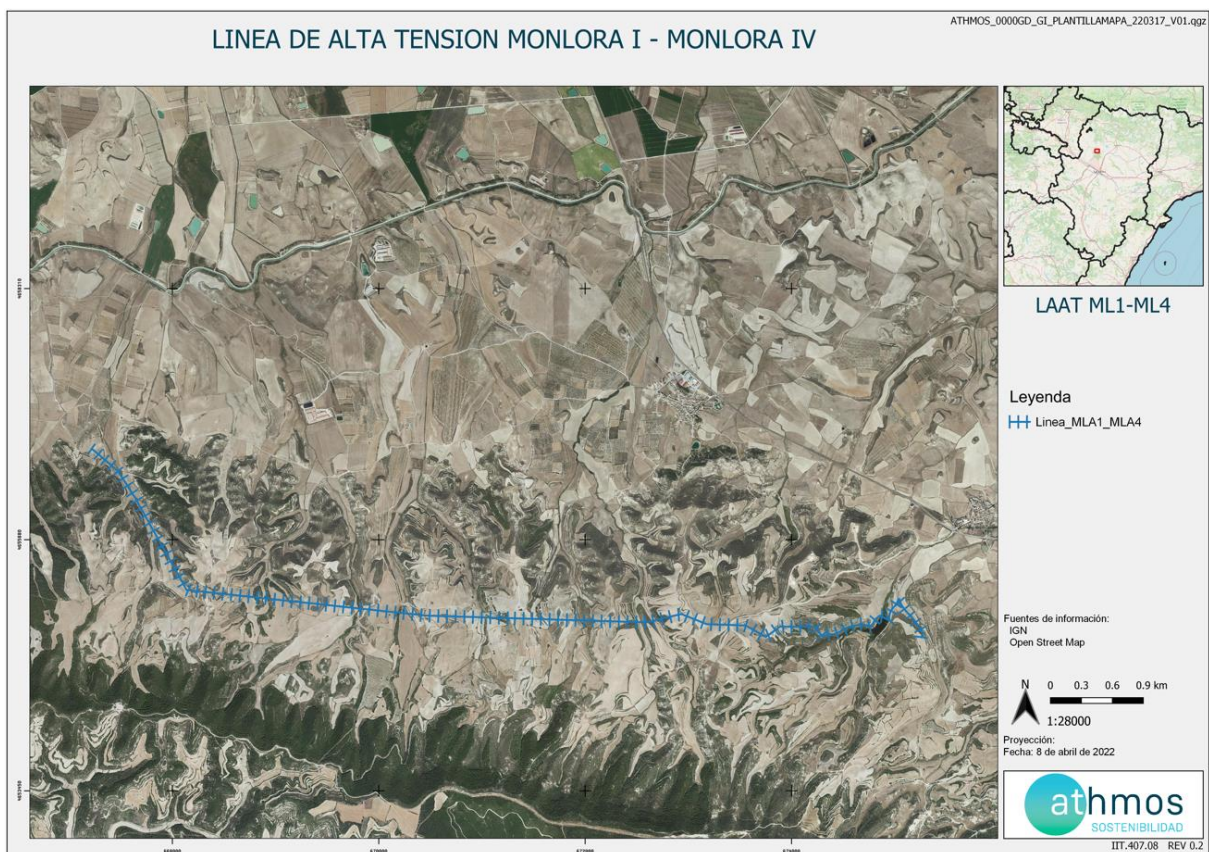 ATHMOS_0000GD_GI_PLANTILLAMAPA_220317_V01.qgz
LINEA DE ALTA TENSION MONLORA I - MONLORA IV
LAAT ML1-ML4
Leyenda
Linea_MLA1_MLA4
Fuentes de información:
IGN
Open Street Map
N
0 0.3 0.6 0.9 km
1:28000
Proyección:
Fecha: 8 de abril de 2022
athmos
SOSTENIBILIDAD
IIT.407.08 REV 0.2